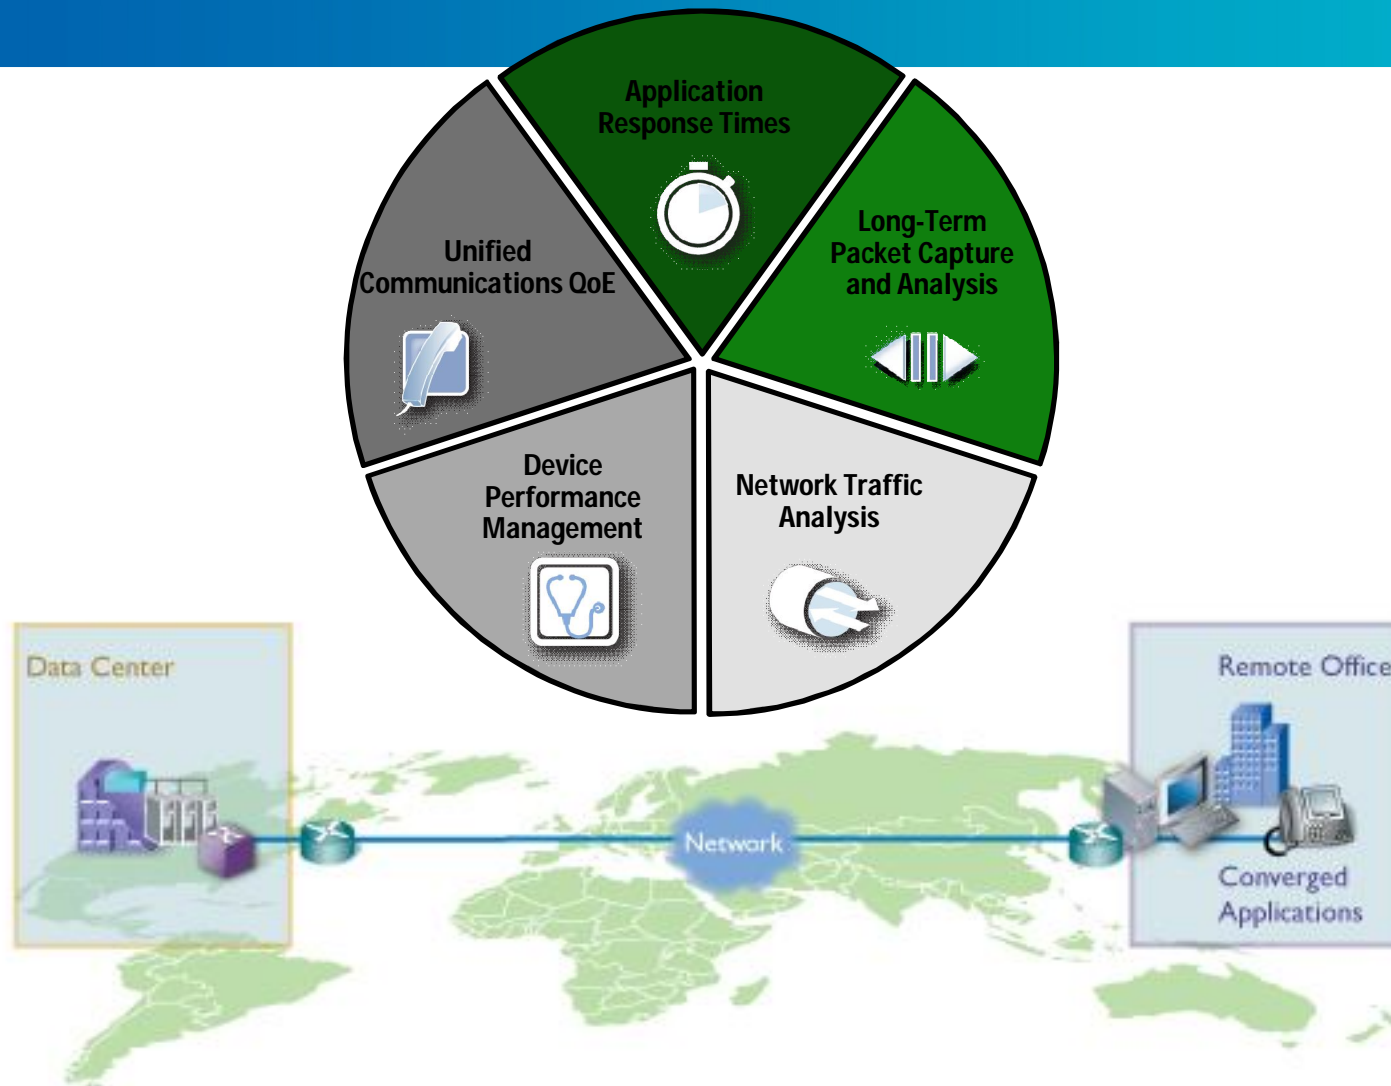 Application
Response Times
Long-Term
Packet Capture
and Analysis
Unified
Communications QoE
Device
Performance
Management
Network Traffic
Analysis
Data Center
Remote Office
Network
Converged
Applications